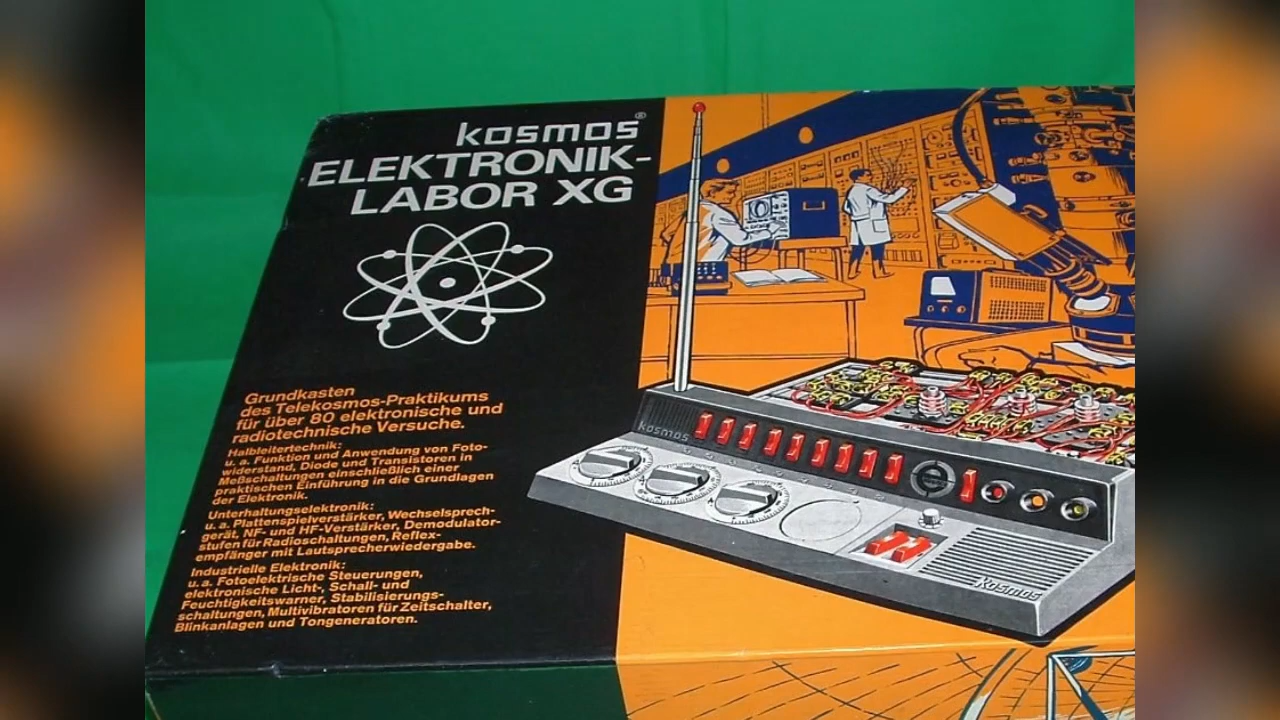 kosmos®
ELEKTRONIK-
LABOR XG
Grundkasten
des Telekosmos-Praktikums
für über 80 elektronische und
radiotechnische Versuche.
Halbleitertechnik:
u. a. Funktion und Anwendung von Foto-
widerstand, Diode und Transistoren in
Meßschaltungen einschließlich einer
praktischen Einführung in die Grundlagen
der Elektronik.
Unterhaltungselektronik:
u. a. Plattenspielverstärker, Wechselsprech-
gerät, NF- und HF-Verstärker, Demodulator-
stufen für Radioschaltungen, Reflex-
empfänger mit Lautsprecherwiedergabe.
Industrielle Elektronik:
u. a. Fotoelektrische Steuerungen,
elektronische Licht-, Schall- und
Feuchtigkeitswarner, Stabilisierungs-
schaltungen, Multivibratoren für Zeitschalter,
Blinkanlagen und Tongeneratoren.
kosmos
kosmos